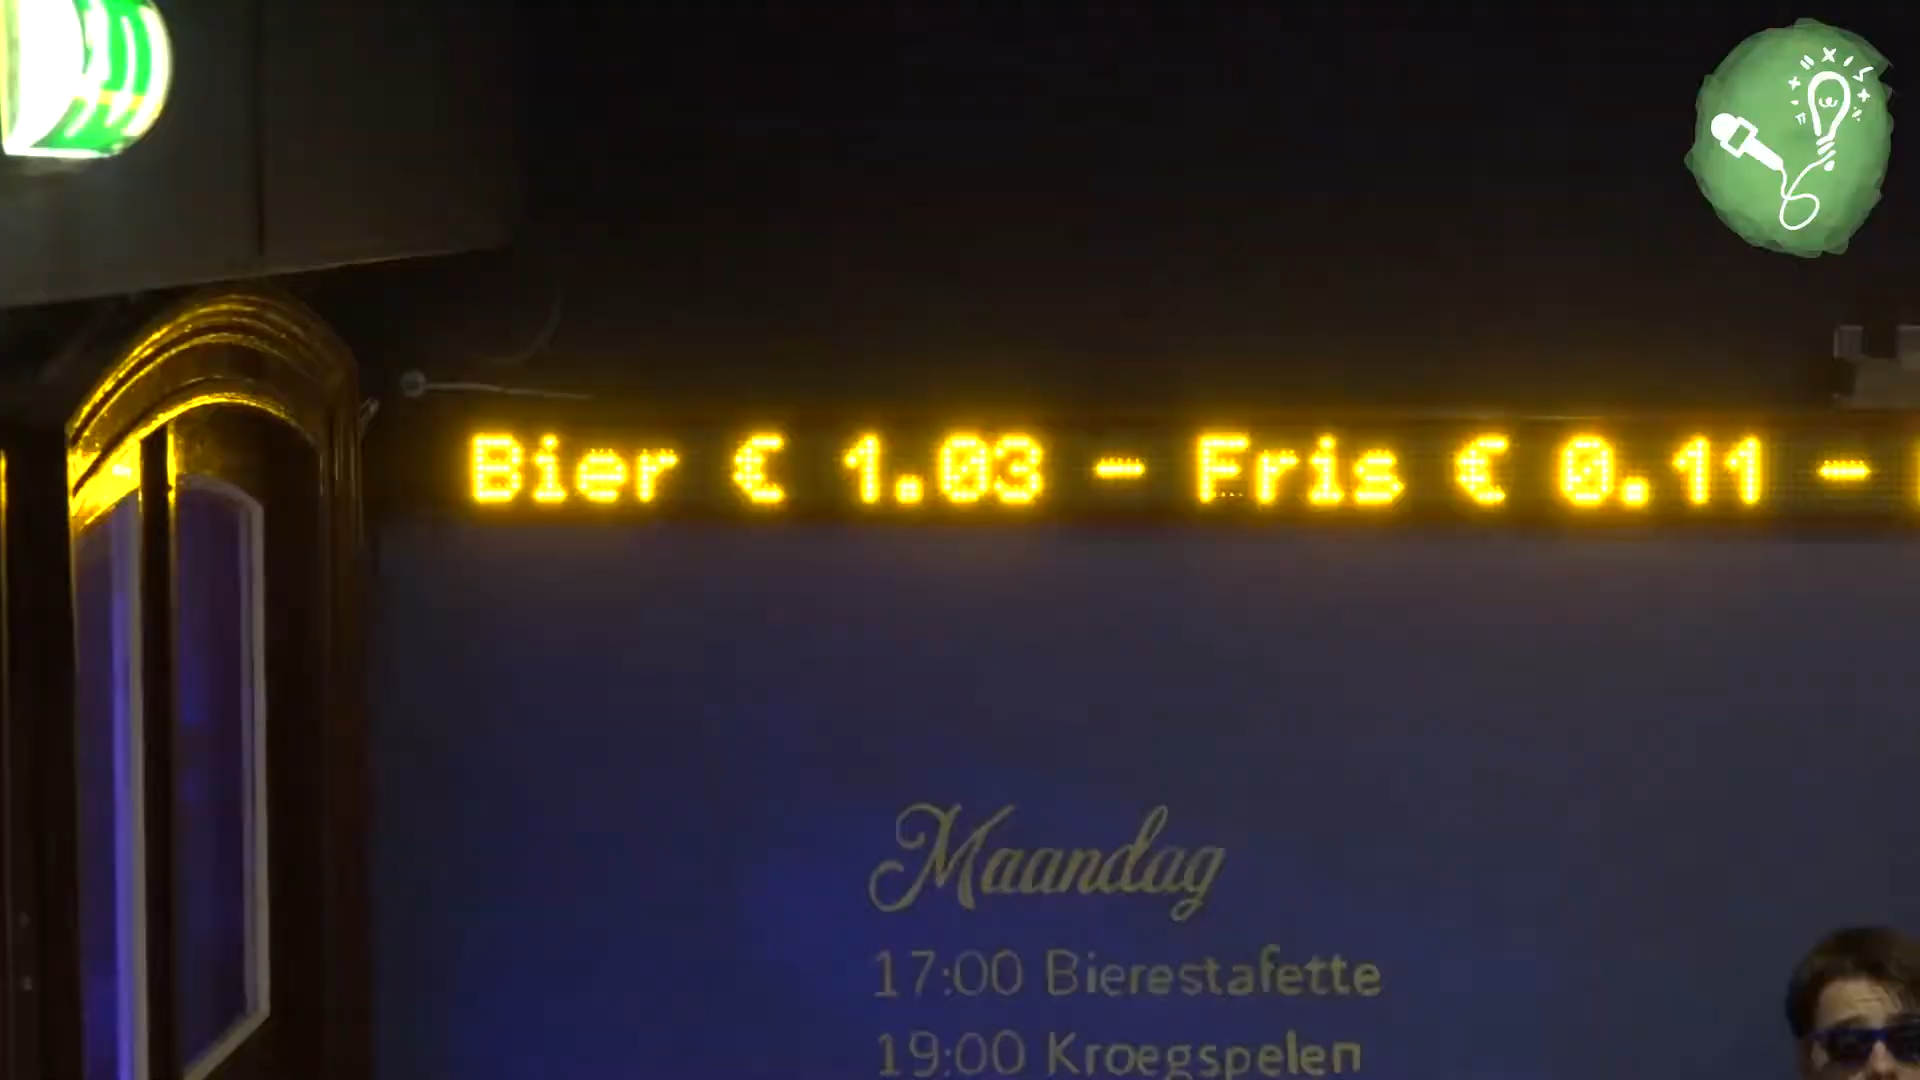 Bier € 1.03 - Fris € 0.11 -
Maandag
17:00 Bierestafette
19:00 Kroegspelen